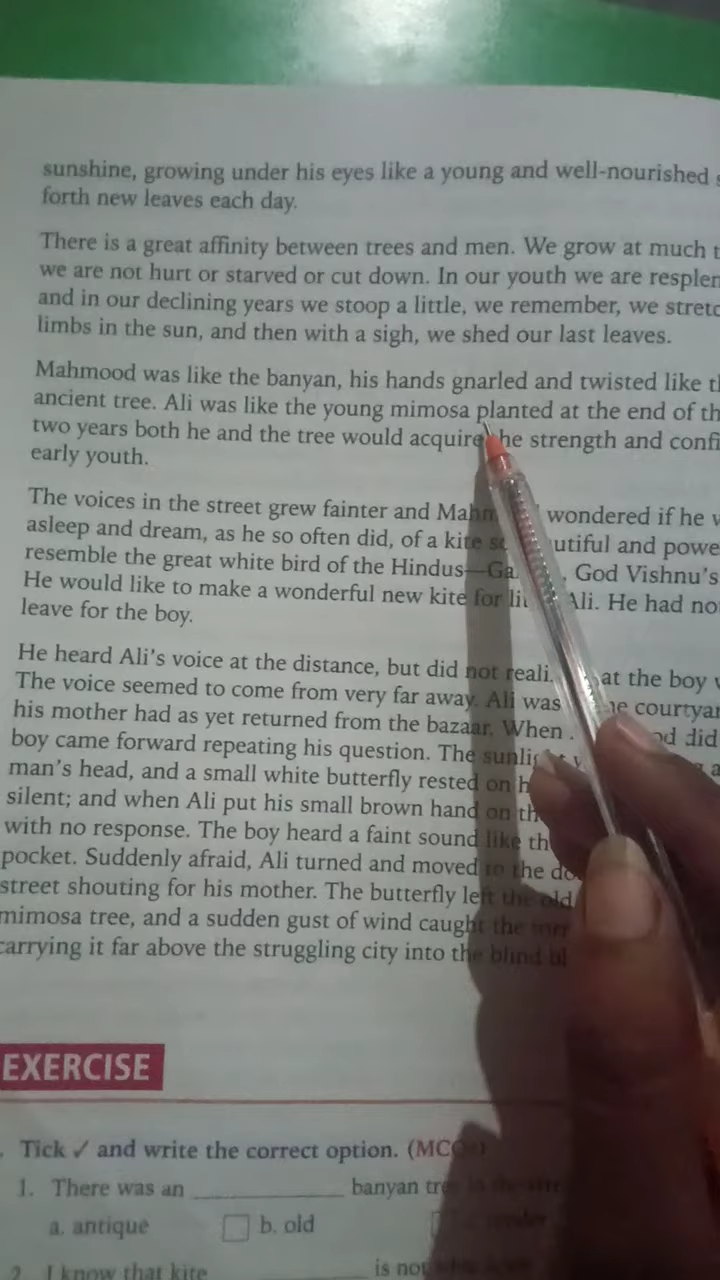 sunshine, growing under his eyes like a young and well-nourished
forth new leaves each day.
There is a great affinity between trees and men. We grow at much
we are not hurt or starved or cut down. In our youth we are
and in our declining years we stoop a little, we remember, we
limbs in the sun, and then with a sigh, we shed our last leaves.
Mahmood was like the banyan, his hands gnarled and twisted like
ancient tree. Ali was like the young mimosa planted at the end of
two years both he and the tree would acquire he strength and
early youth.
The voices in the street grew fainter and wondered if he
asleep and dream, as he so often did, of a kite and
resemble the great white bird of the Hindus— God Vishnu's
He would like to make a wonderful new kite for Ali. He had
leave for the boy.
He heard Ali's voice at the distance, but did not at the boy
The voice seemed to come from very far away. Ali was
his mother had as yet returned from the bazaar. When did
boy came forward repeating his question. The
man's head, and a small white butterfly rested on
silent; and when Ali put his small brown hand on
with no response. The boy heard a faint sound like
pocket. Suddenly afraid, Ali turned and moved to the
street shouting for his mother. The butterfly left the old
mimosa tree, and a sudden gust of wind caught the
carrying it far above the struggling city into the blind
EXERCISE
Tick ✓ and write the correct option.
1. There was an ____________ banyan
a. antique b. old
2. I know that kite ____________ is